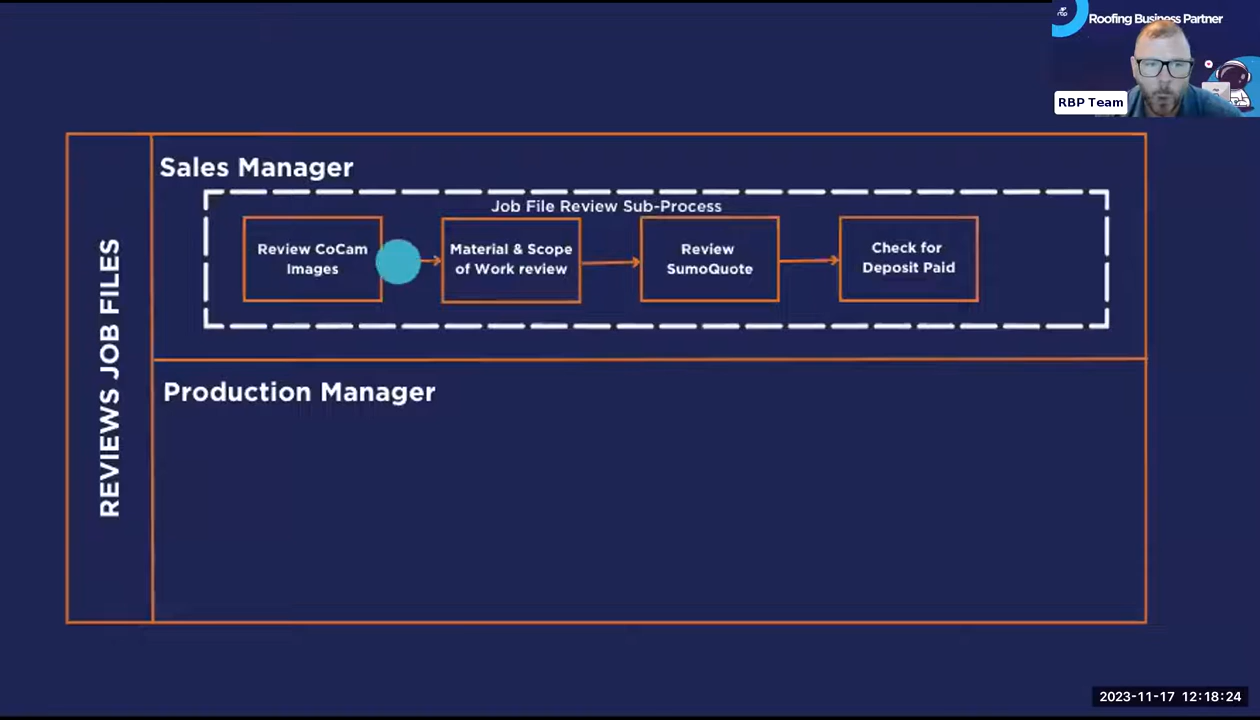 Roofing Business Partner
RBP Team
REVIEWS JOB FILES
Sales Manager
Job File Review Sub-Process
Review CoCam
Images
Material & Scope
of Work review
Review
SumoQuote
Check for
Deposit Paid
Production Manager
2023-11-17 12:18:24